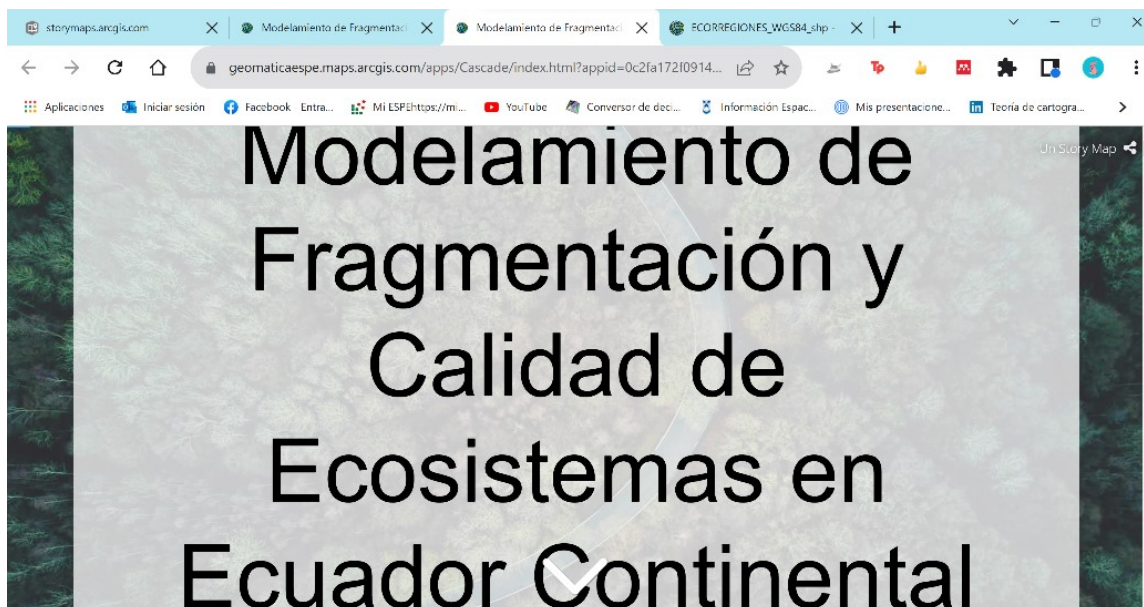 storymaps.arcgis.com
Modelamiento de Fragmentaci
Modelamiento de Fragmentaci
ECORREGIONES_WGS84_shp -
geomaticaespe.maps.arcgis.com/apps/Cascade/index.html?appid=0c2fa172f0914...
Aplicaciones
Iniciar sesión
Facebook Entra...
Mi ESPEhttps://mi...
YouTube
Conversor de deci...
Información Espac...
Mis presentacione...
Teoría de cartogra...
Un Story Map
Modelamiento de
Fragmentación y
Calidad de
Ecosistemas en
Ecuador Continental